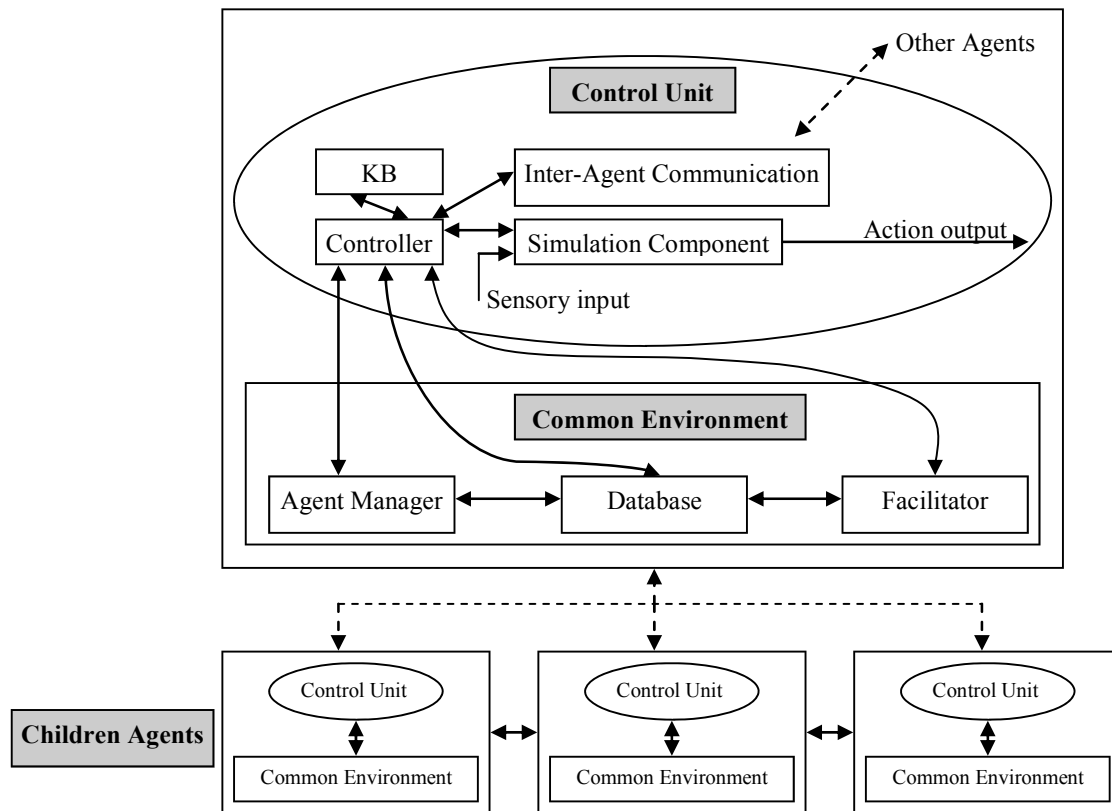 Other Agents
Control Unit
KB
Inter-Agent Communication
Controller
Simulation Component
Action output
Sensory input
Common Environment
Agent Manager
Database
Facilitator
Children Agents
Control Unit
Control Unit
Control Unit
Common Environment
Common Environment
Common Environment